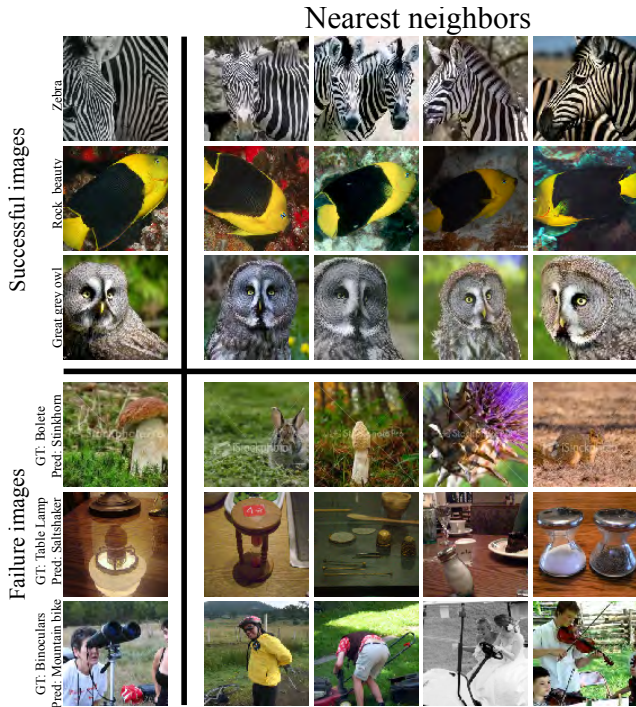 Nearest neighbors
Successful images
Zebra
Rock beauty
Great grey owl
Failure images
GT: Bolete
Pred: Stinkhorn
iStockphoto
GT: Table Lamp
Pred: Saltshaker
GT: Binoculars
Pred: Mountain bike